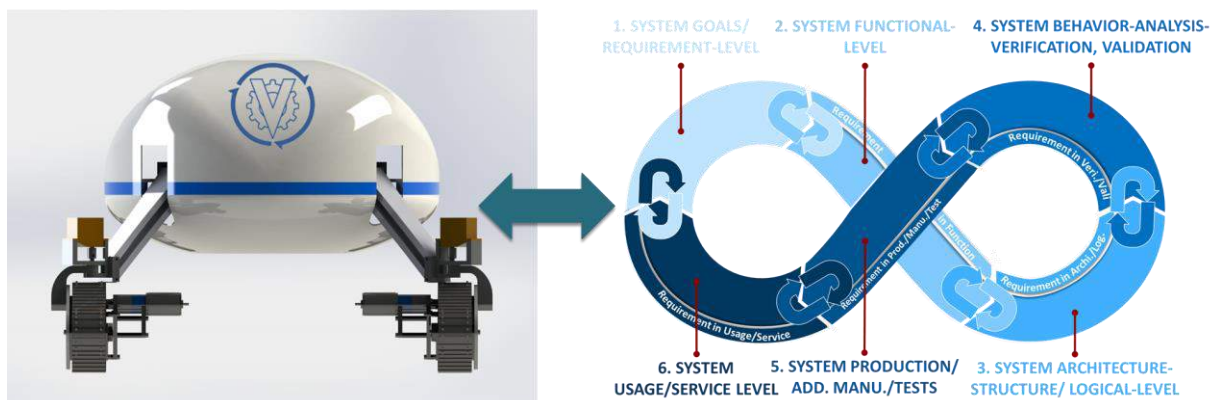 1. SYSTEM GOALS/
REQUIREMENT-LEVEL
2. SYSTEM FUNCTIONAL-
LEVEL
4. SYSTEM BEHAVIOR-ANALYSIS-
VERIFICATION, VALIDATION
V
Requirement
in Function
Requirement in Veri./Vali
Requirement in Archi./Log.
Requirement in Prod./Manu./Test
Requirement in Usage/Service
6. SYSTEM
USAGE/SERVICE LEVEL
5. SYSTEM PRODUCTION/
ADD. MANU./TESTS
3. SYSTEM ARCHITECTURE-
STRUCTURE/ LOGICAL-LEVEL